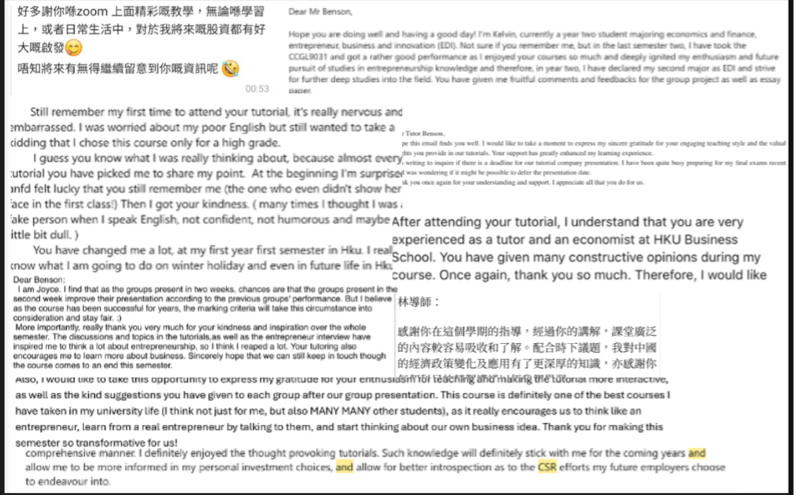 好多謝你喺zoom 上面精彩嘅教學，無論喺學習
上，或者日常生活中，對於我將來嘅股資都有好
大嘅啟發😊
唔知將來有無得繼續留意到你嘅資訊呢 🤣
00:53
Dear Mr Benson,
Hope you are doing well and having a good day! I'm Kelvin, currently a year two student majoring economics and finance,
entrepreneur, business and innovation (EDI). Not sure if you remember me, but in the last semester two, I have took the
CCGL9031 and got a rather good performance as I enjoyed your courses so much and deeply ignited my enthusiasm and future
pursuit of studies in entrepreneurship knowledge and therefore, in year two, I have declared my second major as EDI and strive
for further deep studies into the field. You have given me fruitful comments and feedbacks for the group project as well as essay
paper.
Still remember my first time to attend your tutorial, it's really nervous and
embarrassed. I was worried about my poor English but still wanted to take a
kidding that I chose this course only for a high grade.
I guess you know what I was really thinking about, because almost every
tutorial you have picked me to share my point. At the beginning I'm surprised
anfd felt lucky that you still remember me (the one who even didn't show her
face in the first class!) Then I got your kindness. ( many times I thought I was
fake person when I speak English, not confident, not humorous and maybe
little bit dull. )
You have changed me a lot, at my first year first semester in Hku. I real
know what I am going to do on winter holiday and even in future life in Hku
Tutor Benson,
pe this email finds you well. I would like to take a moment to express my sincere gratitude for your engaging teaching style and the valuab
this you provide in our tutorials. Your support has greatly enhanced my learning experience.
writing to inquire if there is a deadline for our tutorial company presentation. I have been quite busy preparing for my final exams recent
I was wondering if it might be possible to defer the presentation date.
nk you once again for your understanding and support. I appreciate all that you do for us.
After attending your tutorial, I understand that you are very
experienced as a tutor and an economist at HKU Business
School. You have given many constructive opinions during my
course. Once again, thank you so much. Therefore, I would like
Dear Benson:
I am Joyce. I find that as the groups present in two weeks, chances are that the groups present in the
second week improve their presentation according to the previous groups' performance. But I believe
as the course has been successful for years, the marking criteria will take this circumstance into
consideration and stay fair. :)
More importantly, really thank you very much for your kindness and inspiration over the whole
semester. The discussions and topics in the tutorials,as well as the entrepreneur interview have
inspired me to think a lot about entrepreneurship, so I think I reaped a lot. Your tutoring also
encourages me to learn more about business. Sincerely hope that we can still keep in touch though
the course comes to an end this semester.
林導師：
感謝你在這個學期的指導，經過你的講解，課堂廣泛
的內容較容易吸收和了解。配合時下議題，我對中國
的經濟政策變化及應用有了更深厚的知識，亦感謝你
Also, I would like to take this opportunity to express my gratitude for your enthusiasm for teaching and making the tutorial more interactive,
as well as the kind suggestions you have given to each group after our group presentation. This course is definitely one of the best courses I
have taken in my university life (I think not just for me, but also MANY MANY other students), as it really encourages us to think like an
entrepreneur, learn from a real entrepreneur by talking to them, and start thinking about our own business idea. Thank you for making this
semester so transformative for us!
comprehensive manner. I definitely enjoyed the thought provoking tutorials. Such knowledge will definitely stick with me for the coming years and
allow me to be more informed in my personal investment choices, and allow for better introspection as to the CSR efforts my future employers choose
to endeavour into.